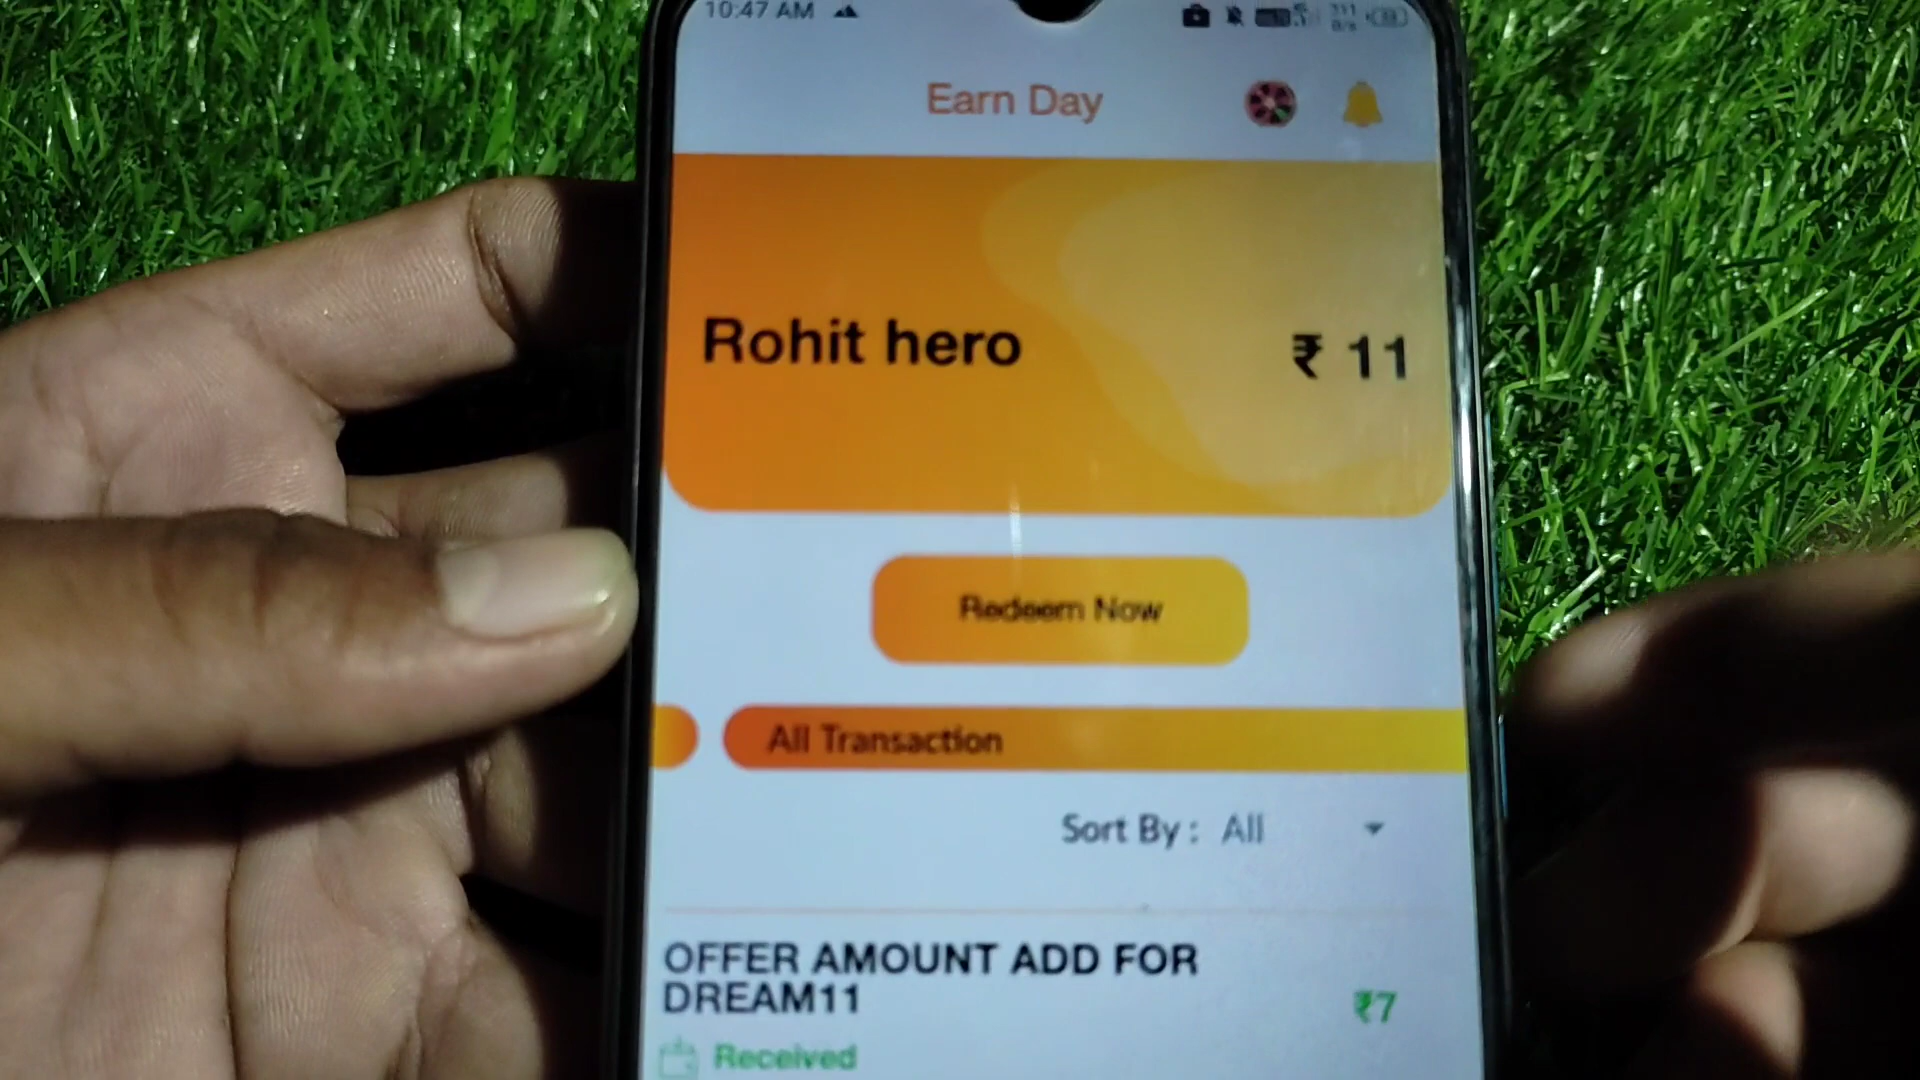 10:47 AM
Earn Day
Rohit hero
₹ 11
Redeem Now
All Transaction
Sort By : All
OFFER AMOUNT ADD FOR
DREAM11
₹7
Received